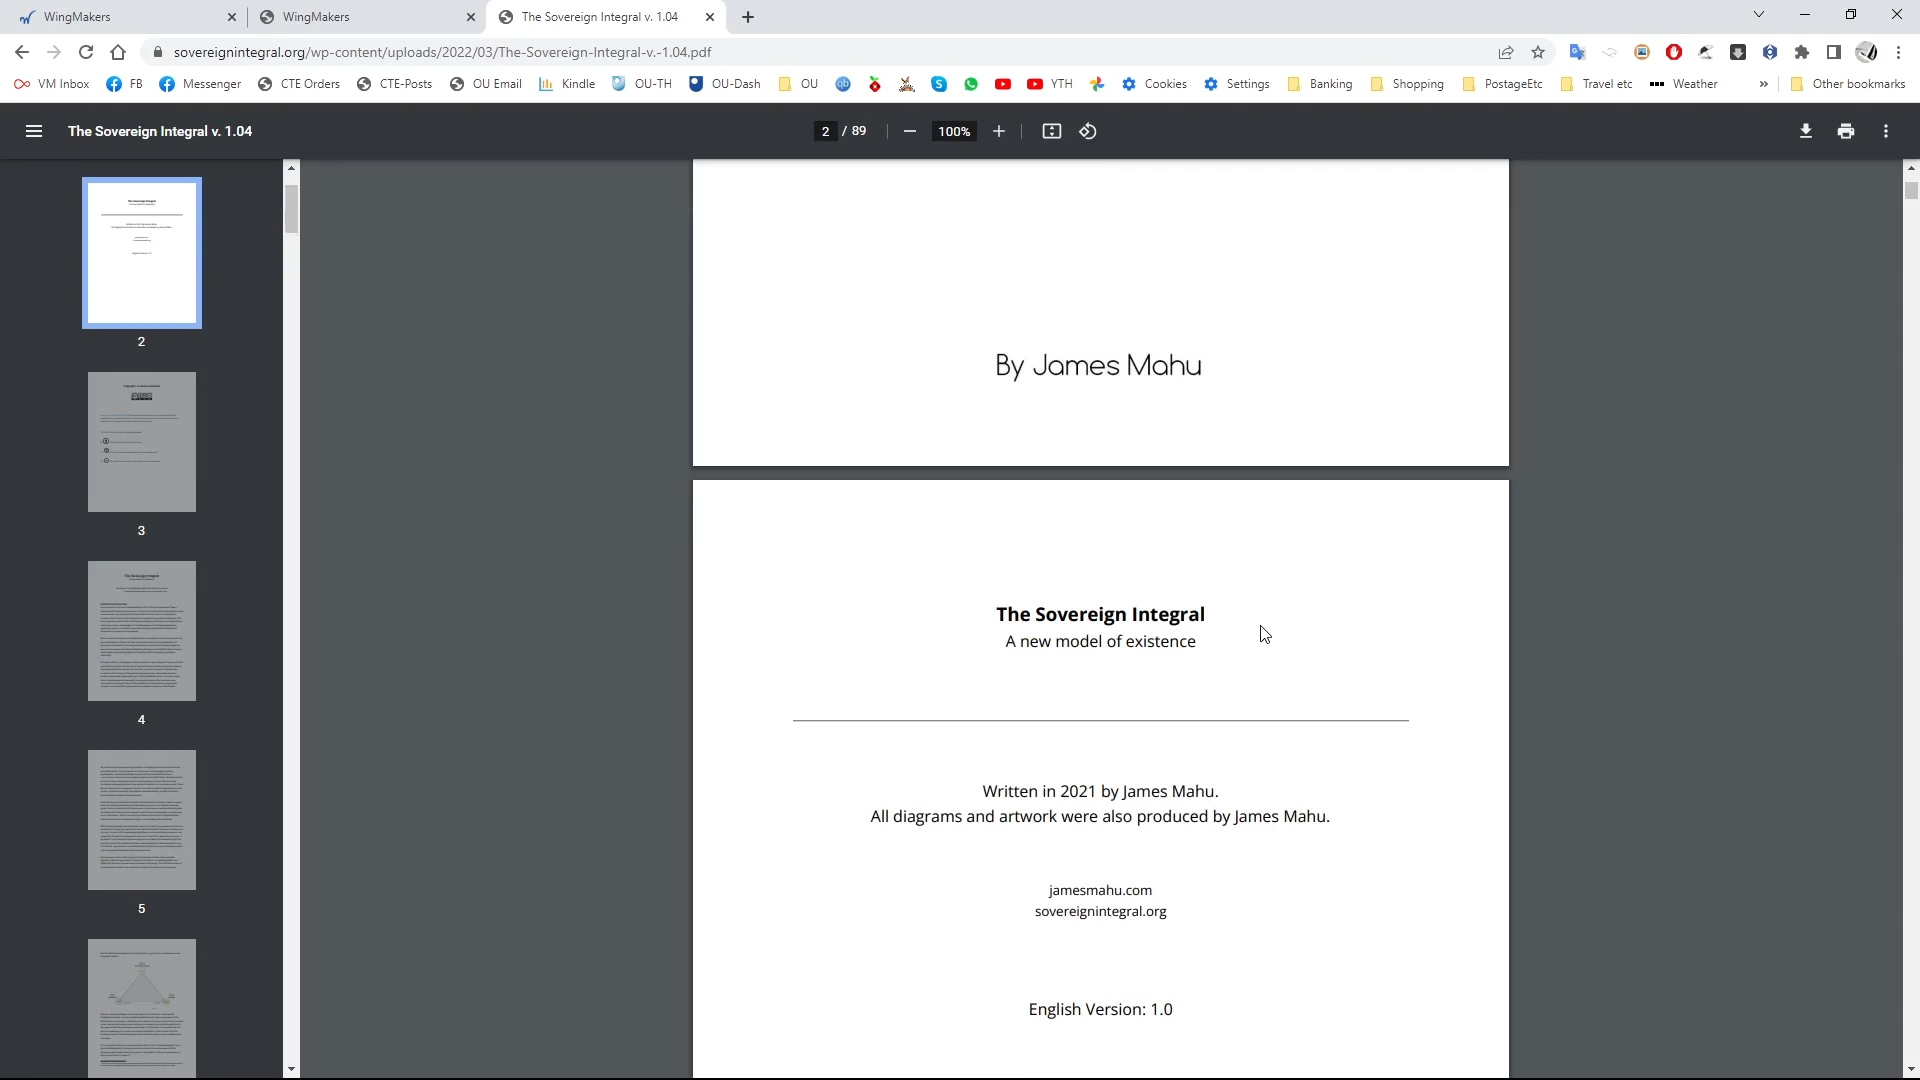 WingMakers
WingMakers
The Sovereign Integral v. 1.04
sovereignintegral.org/wp-content/uploads/2022/03/The-Sovereign-Integral-v.-1.04.pdf
VM Inbox
FB
Messenger
CTE Orders
CTE-Posts
OU Email
Kindle
OU-TH
OU-Dash
OU
YTH
Cookies
Settings
Banking
Shopping
PostageEtc
Travel etc
Weather
»
Other bookmarks
The Sovereign Integral v. 1.04
2 / 89
100%
2
3
4
5
By James Mahu
The Sovereign Integral
A new model of existence
Written in 2021 by James Mahu.
All diagrams and artwork were also produced by James Mahu.
jamesmahu.com
sovereignintegral.org
English Version: 1.0